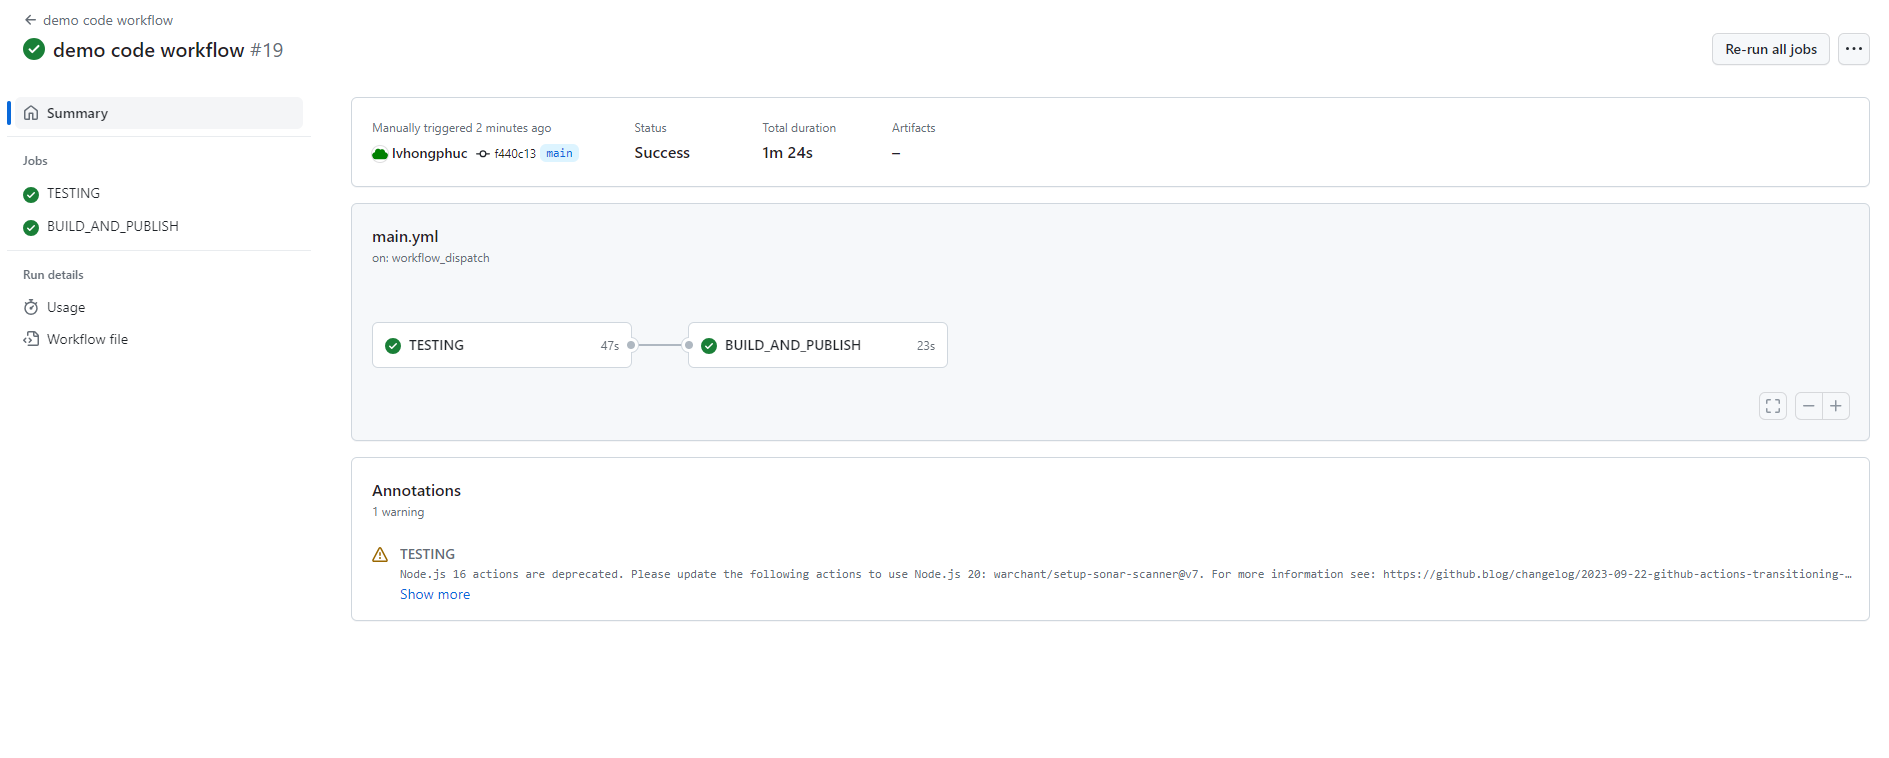 demo code workflow
demo code workflow #19
Re-run all jobs
Summary
Jobs
TESTING
BUILD_AND_PUBLISH
Run details
Usage
Workflow file
Manually triggered 2 minutes ago
lvhongphuc f440c13 main
Status
Success
Total duration
1m 24s
Artifacts
–
main.yml
on: workflow_dispatch
TESTING 47s
BUILD_AND_PUBLISH 23s
Annotations
1 warning
TESTING
Node.js 16 actions are deprecated. Please update the following actions to use Node.js 20: warchant/setup-sonar-scanner@v7. For more information see: https://github.blog/changelog/2023-09-22-github-actions-transitioning-…
Show more